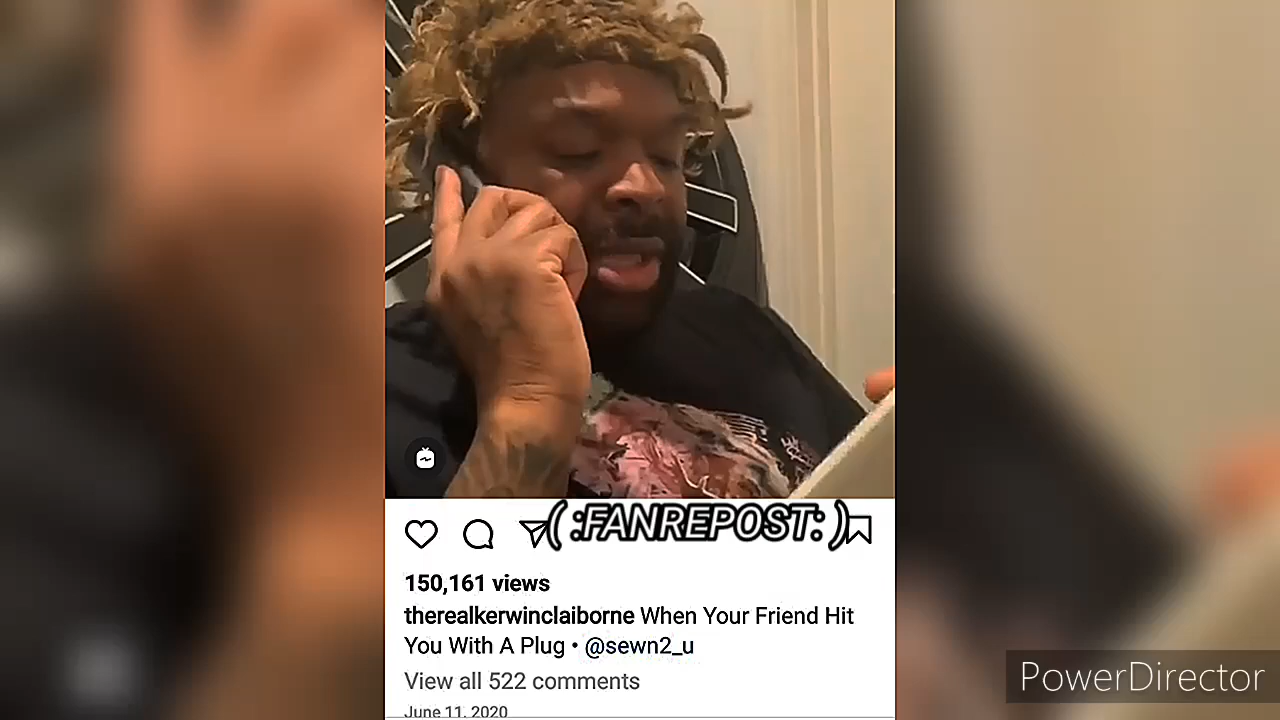 ( :FANREPOST: )
150,161 views
therealkerwinclaiborne When Your Friend Hit
You With A Plug • @sewn2_u
View all 522 comments
June 11, 2020
PowerDirector